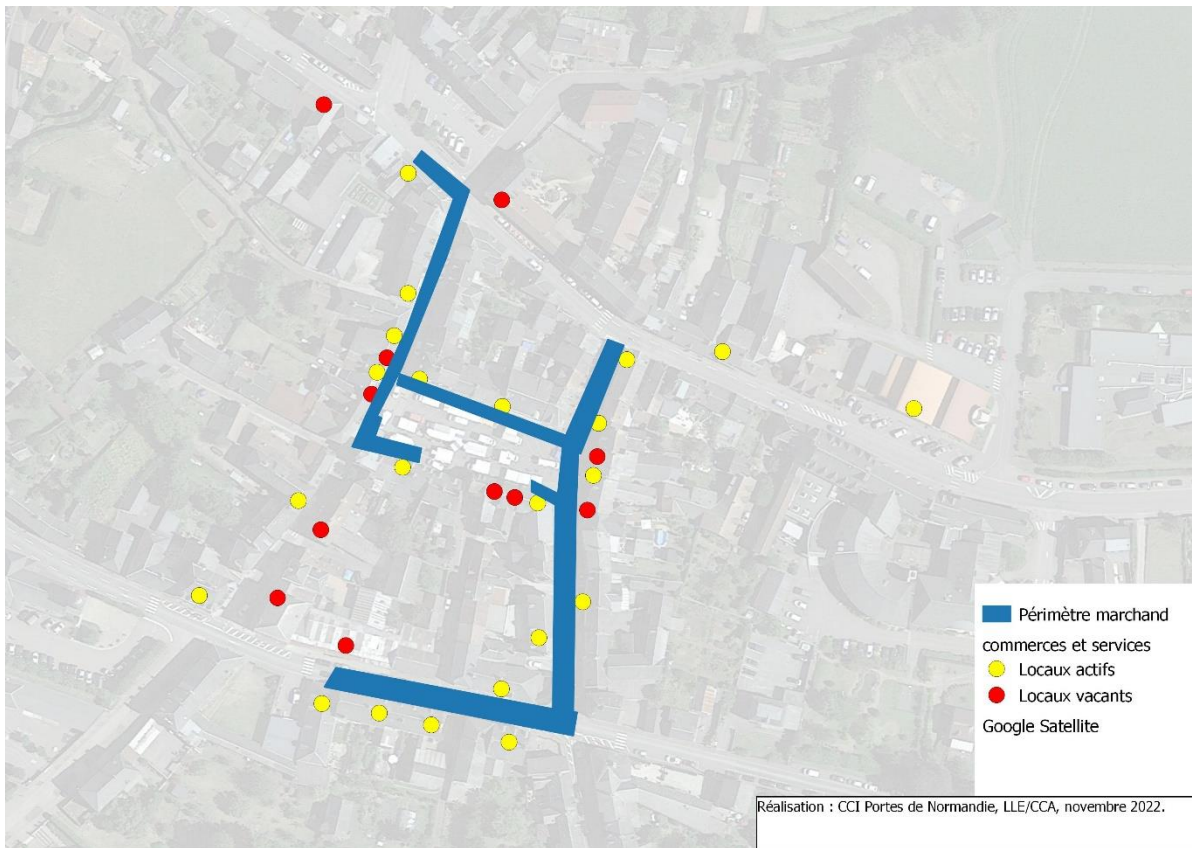 Périmètre marchand
commerces et services
Locaux actifs
Locaux vacants
Google Satellite
Réalisation : CCI Portes de Normandie, LLE/CCA, novembre 2022.